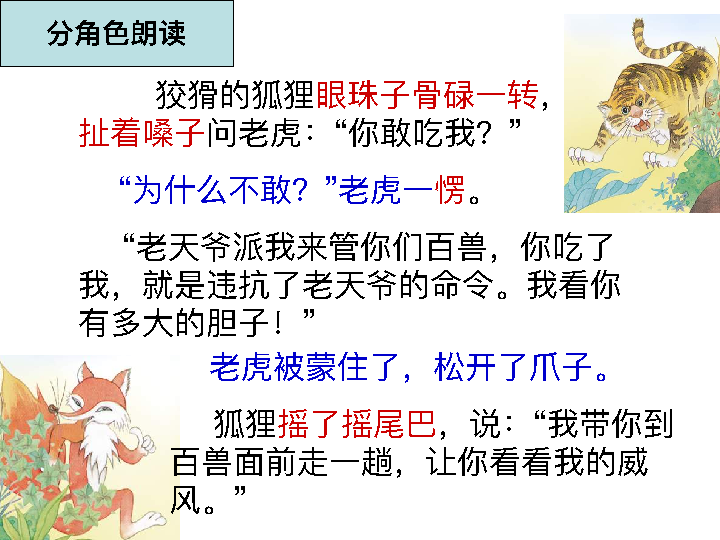 分角色朗读
狡猾的狐狸眼珠子骨碌一转，
扯着嗓子问老虎：“你敢吃我？”
“为什么不敢？”老虎一愣。
“老天爷派我来管你们百兽，你吃了
我，就是违抗了老天爷的命令。我看你
有多大的胆子！”
老虎被蒙住了，松开了爪子。
狐狸摇了摇尾巴，说：“我带你到
百兽面前走一趟，让你看看我的威
风。”